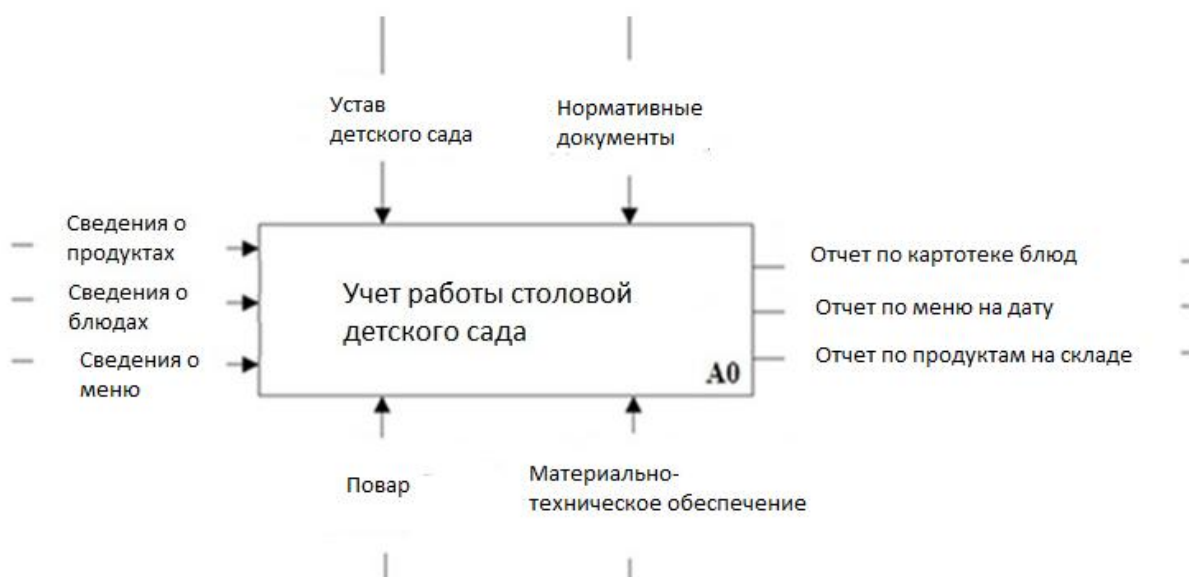 Устав
детского сада
Нормативные
документы
Сведения о
продуктах
Сведения о
блюдах
Сведения о
меню
Учет работы столовой
детского сада
A0
Отчет по картотеке блюд
Отчет по меню на дату
Отчет по продуктам на складе
Повар
Материально-
техническое обеспечение